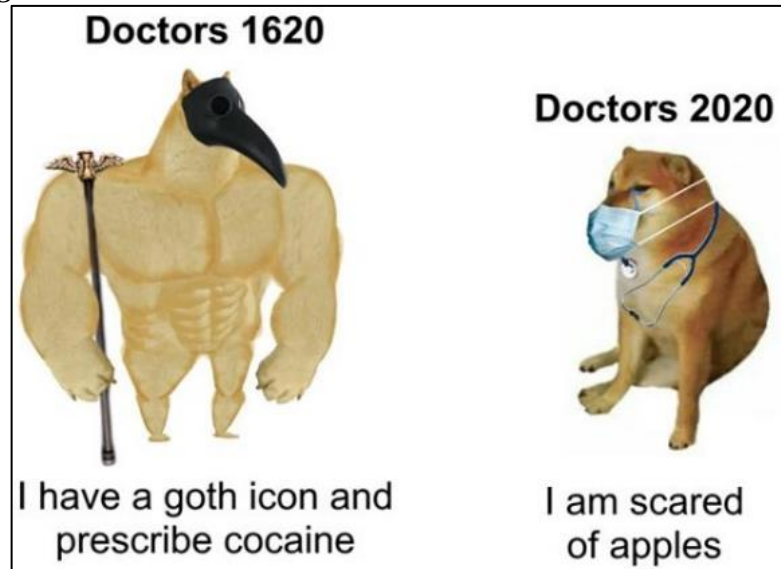 Doctors 1620
I have a goth icon and
prescribe cocaine
Doctors 2020
I am scared
of apples